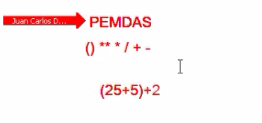 Juan Carlos D...
PEMDAS
() ** * / + -
(25+5)+2